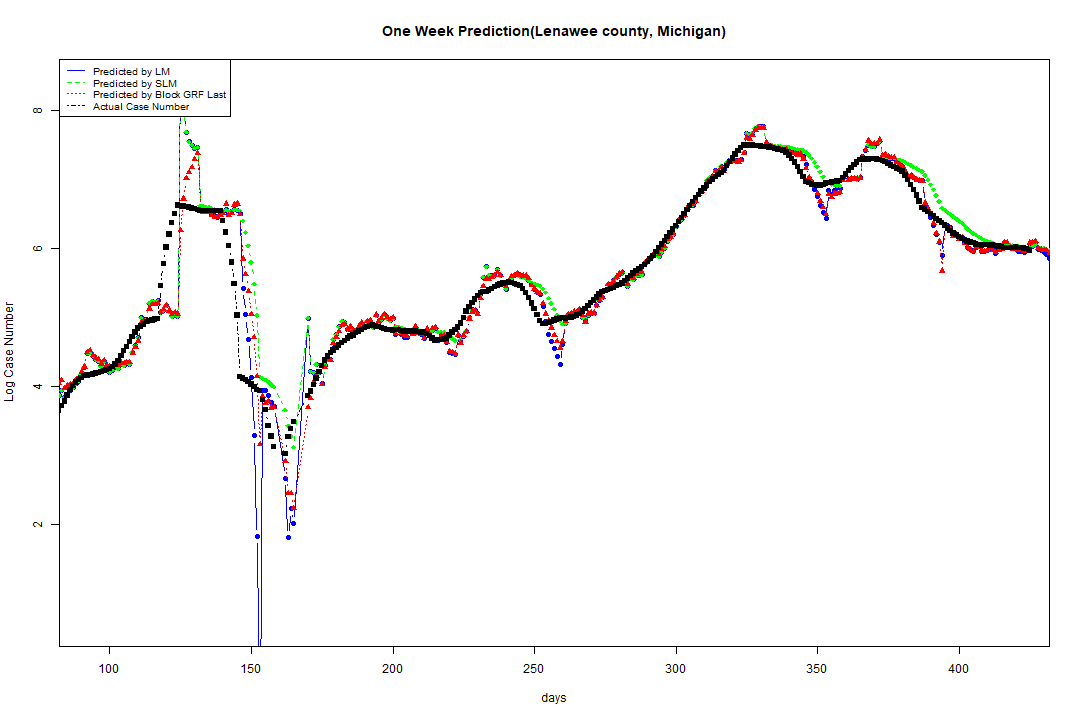 One Week Prediction(Lenawee county, Michigan)
Predicted by LM
Predicted by SLM
Predicted by Block GRF Last
Actual Case Number
Log Case Number
8
6
4
2
100 150 200 250 300 350 400
days